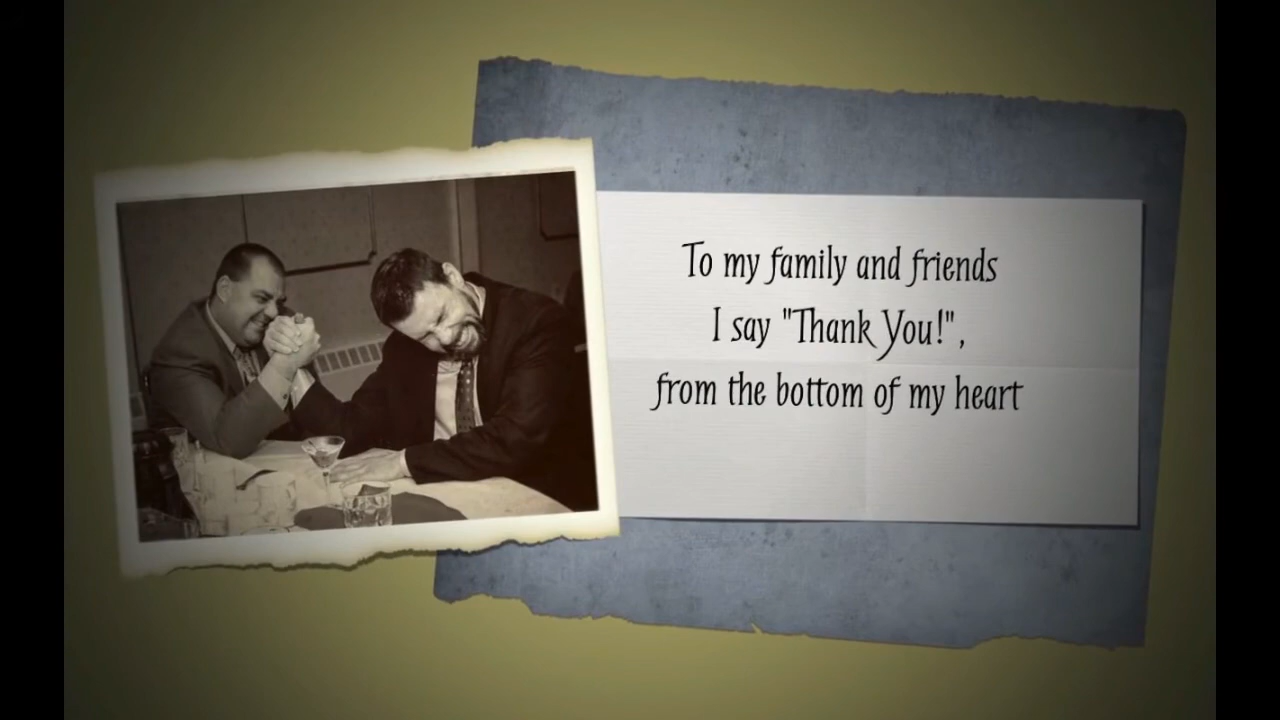 To my family and friends
I say "Thank You!",
from the bottom of my heart